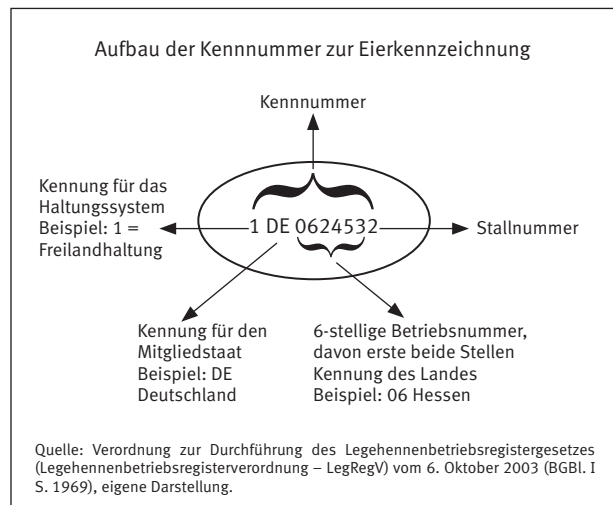 Aufbau der Kennnummer zur Eierkennzeichnung
Kennnummer
Kennung für das
Haltungssystem
Beispiel: 1 =
Freilandhaltung
1 DE 0624532
Stallnummer
Kennung für den
Mitgliedstaat
Beispiel: DE
Deutschland
6-stellige Betriebsnummer,
davon erste beide Stellen
Kennung des Landes
Beispiel: 06 Hessen
Quelle: Verordnung zur Durchführung des Legehennenbetriebsregistergesetzes
(Legehennenbetriebsregisterverordnung – LegRegV) vom 6. Oktober 2003 (BGBl. I
S. 1969), eigene Darstellung.